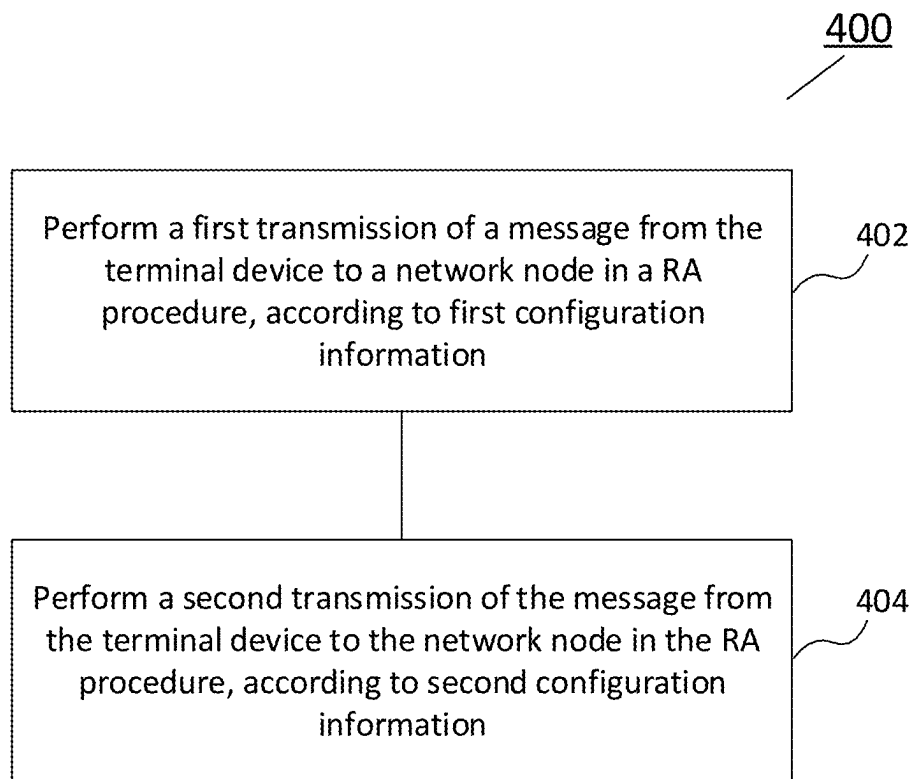 400
Perform a first transmission of a message from the
terminal device to a network node in a RA
procedure, according to first configuration
information
402
Perform a second transmission of the message from
the terminal device to the network node in the RA
procedure, according to second configuration
information
404